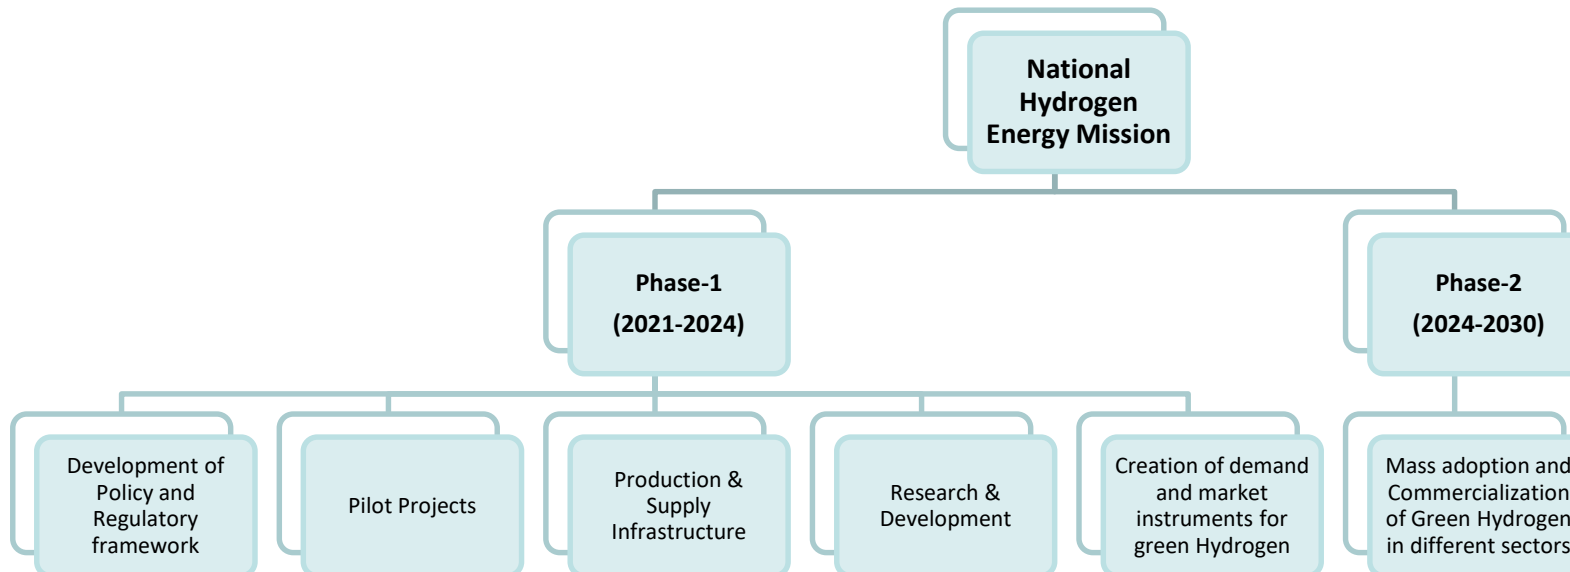 National
Hydrogen
Energy Mission
Phase-1
(2021-2024)
Phase-2
(2024-2030)
Development of
Policy and
Regulatory
framework
Pilot Projects
Production &
Supply
Infrastructure
Research &
Development
Creation of demand
and market
instruments for
green Hydrogen
Mass adoption and
Commercialization
of Green Hydrogen
in different sectors